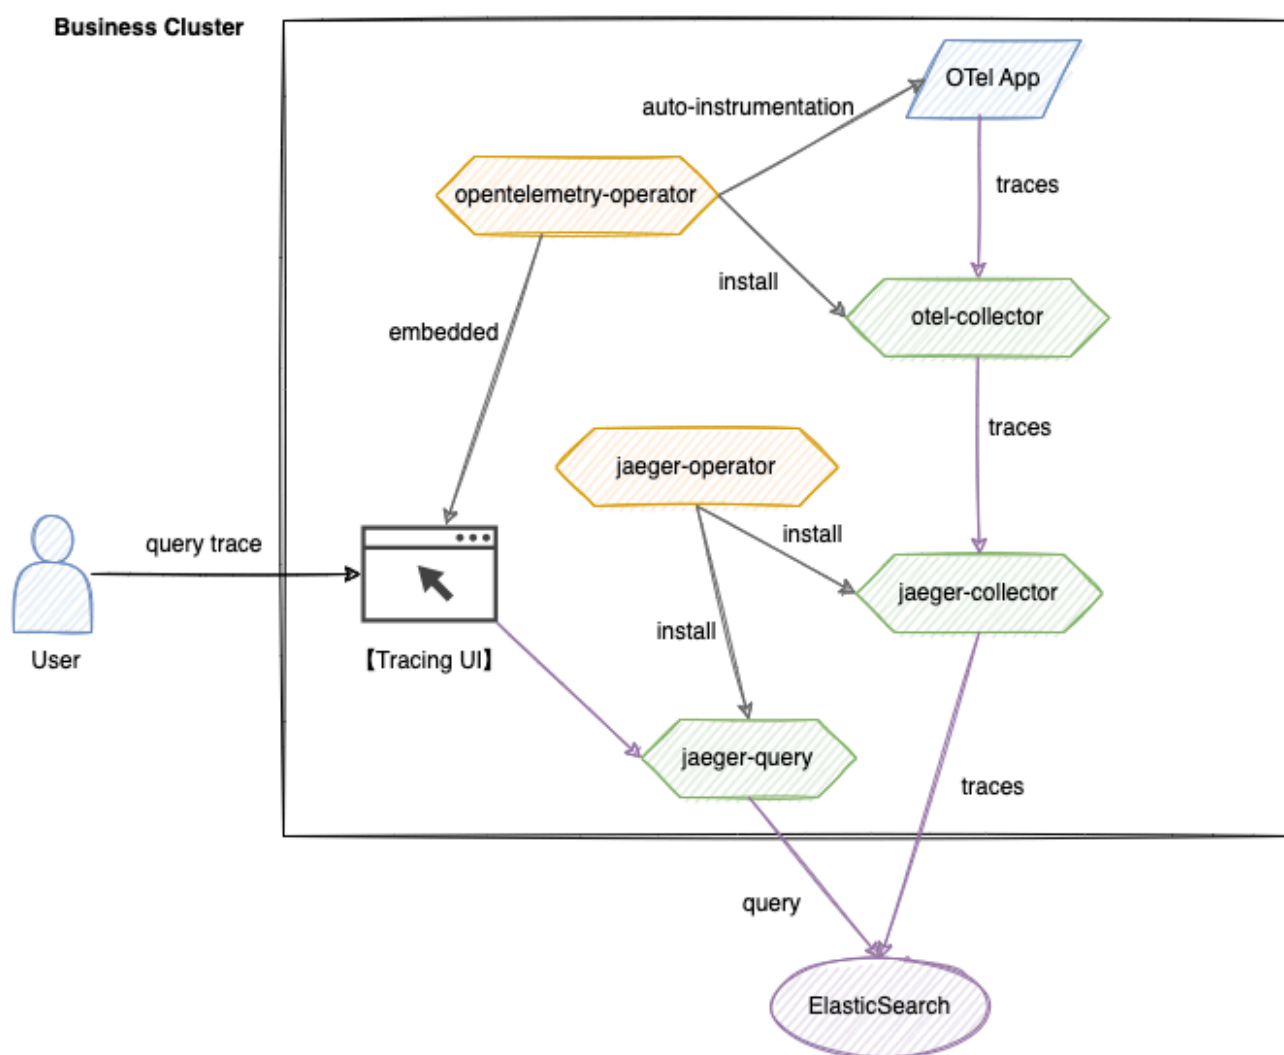 Business Cluster
OTel App
auto-instrumentation
traces
opentelemetry-operator
install
otel-collector
embedded
traces
jaeger-operator
install
query trace
jaeger-collector
install
User
【Tracing UI】
jaeger-query
traces
query
ElasticSearch